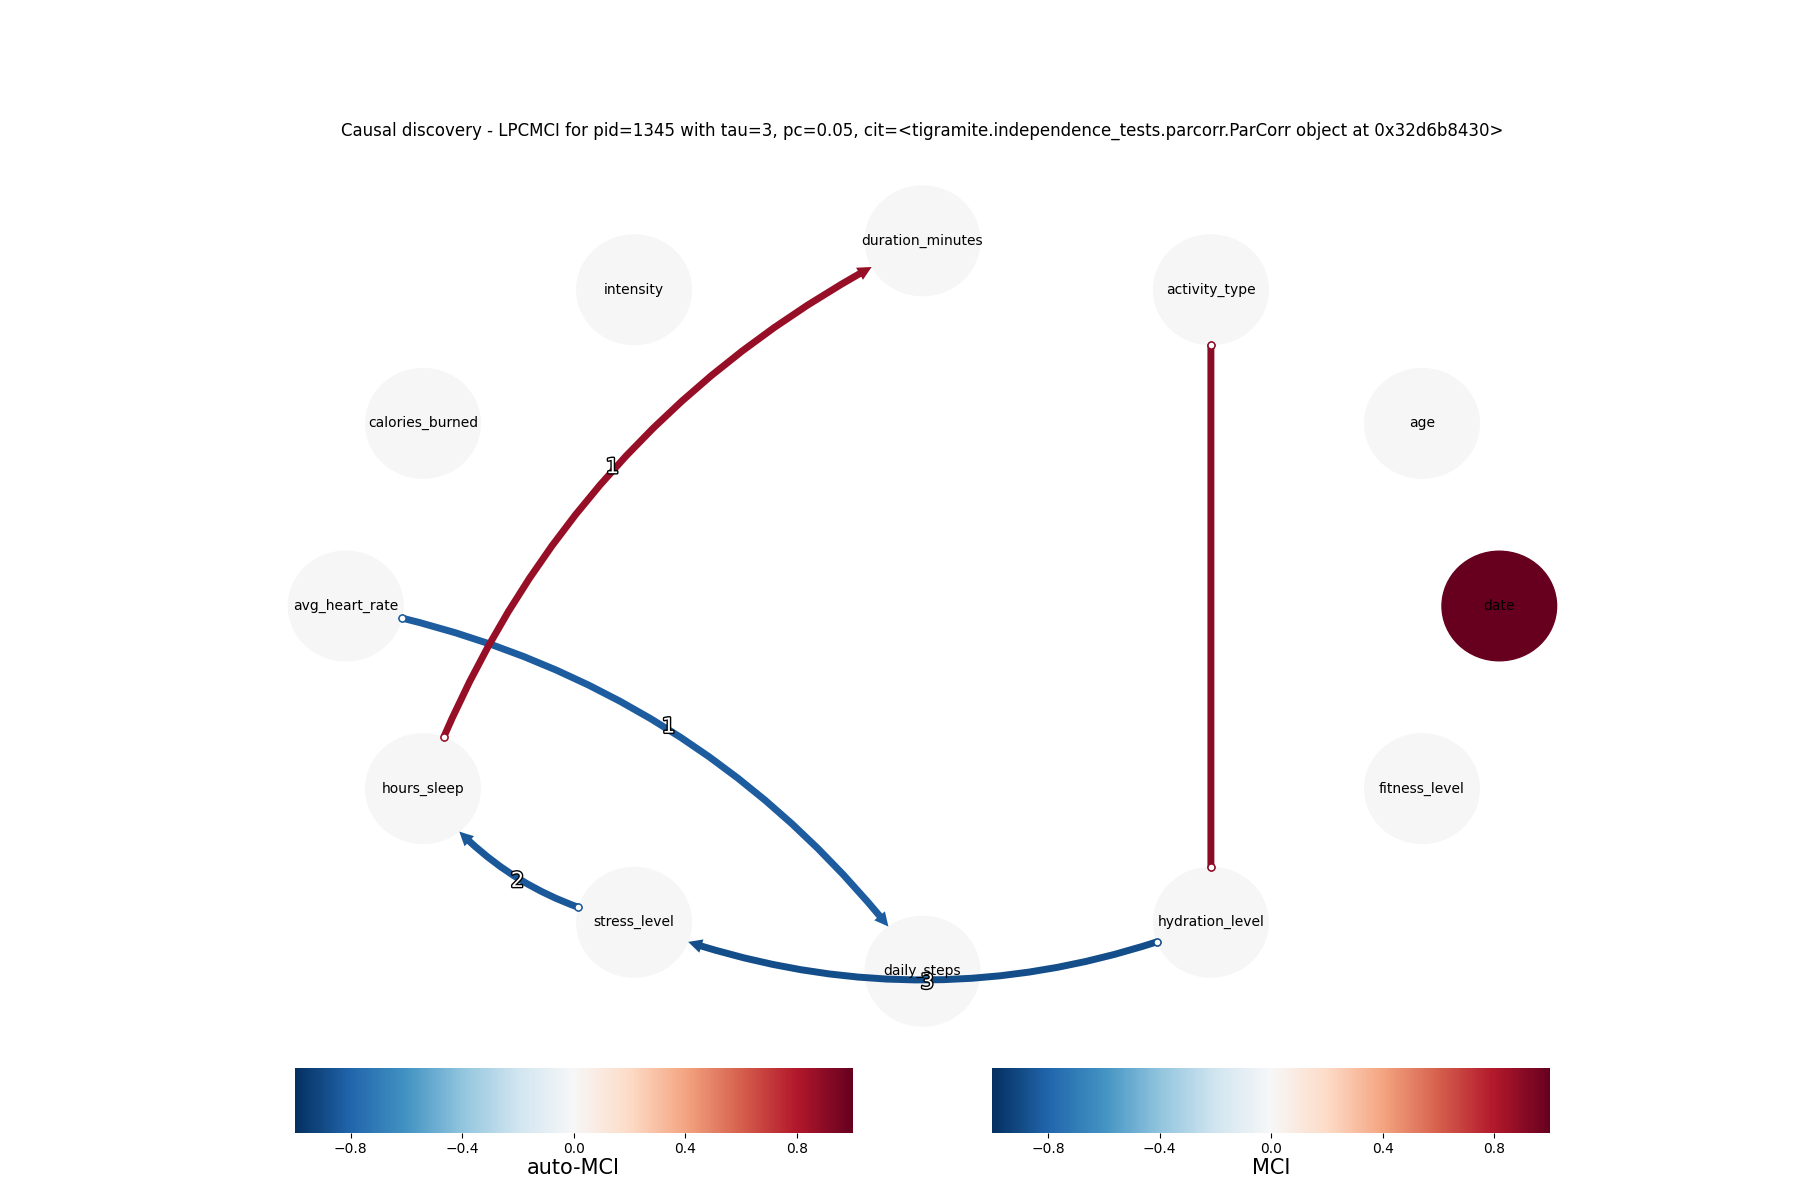 Causal discovery - LPCMCI for pid=1345 with tau=3, pc=0.05, cit=<tigramite.independence_tests.parcorr.ParCorr object at 0x32d6b8430>
duration_minutes
intensity
activity_type
calories_burned
age
1
avg_heart_rate
date
1
hours_sleep
fitness_level
2
stress_level
hydration_level
daily_steps
3
−0.8 −0.4 0.0 0.4 0.8
auto-MCI
−0.8 −0.4 0.0 0.4 0.8
MCI